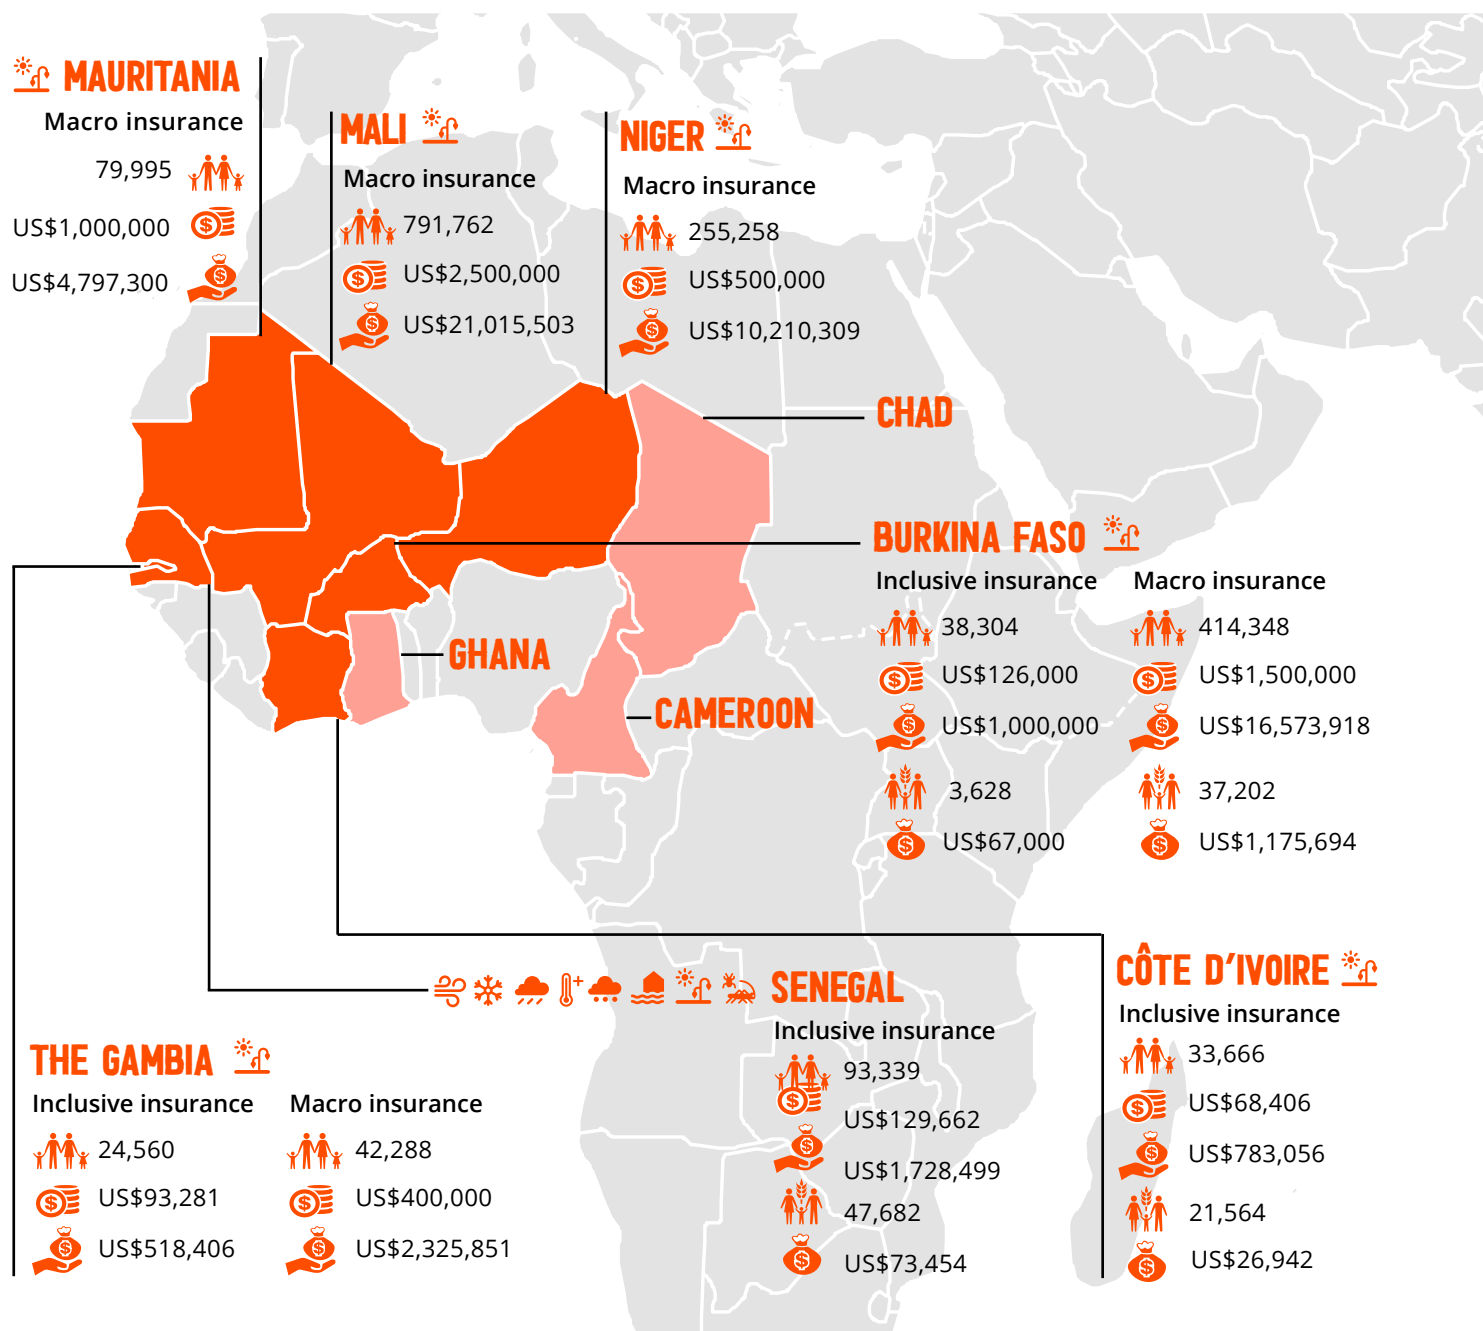 MAURITANIA
Macro insurance
79,995
US$1,000,000
US$4,797,300
MALI
Macro insurance
791,762
US$2,500,000
US$21,015,503
NIGER
Macro insurance
255,258
US$500,000
US$10,210,309
CHAD
BURKINA FASO
Inclusive insurance
38,304
US$126,000
US$1,000,000
3,628
US$67,000
Macro insurance
414,348
US$1,500,000
US$16,573,918
37,202
US$1,175,694
GHANA
CAMEROON
CÔTE D'IVOIRE
Inclusive insurance
33,666
US$68,406
US$783,056
21,564
US$26,942
SENEGAL
Inclusive insurance
93,339
US$129,662
US$1,728,499
47,682
US$73,454
THE GAMBIA
Inclusive insurance
24,560
US$93,281
US$518,406
Macro insurance
42,288
US$400,000
US$2,325,851